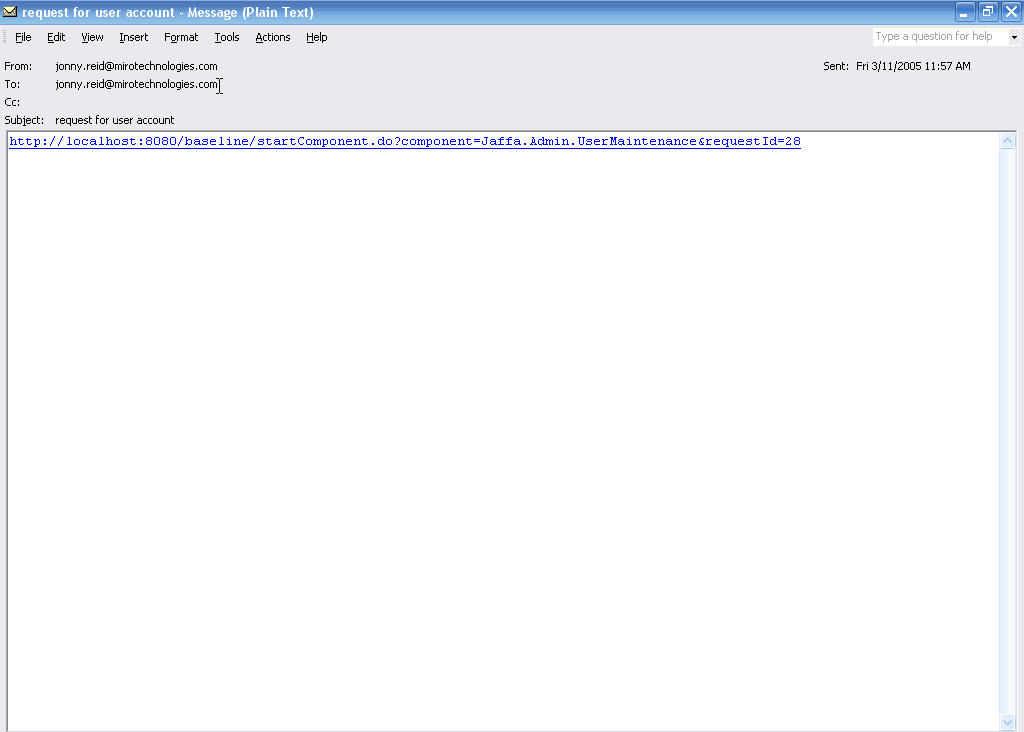 request for user account - Message (Plain Text)
File Edit View Insert Format Tools Actions Help Type a question for help
From: jonny.reid@mirotechnologies.com Sent: Fri 3/11/2005 11:57 AM
To: jonny.reid@mirotechnologies.com
Cc:
Subject: request for user account
http://localhost:8080/baseline/startComponent.do?component=Jaffa.Admin.UserMaintenance&requestId=28